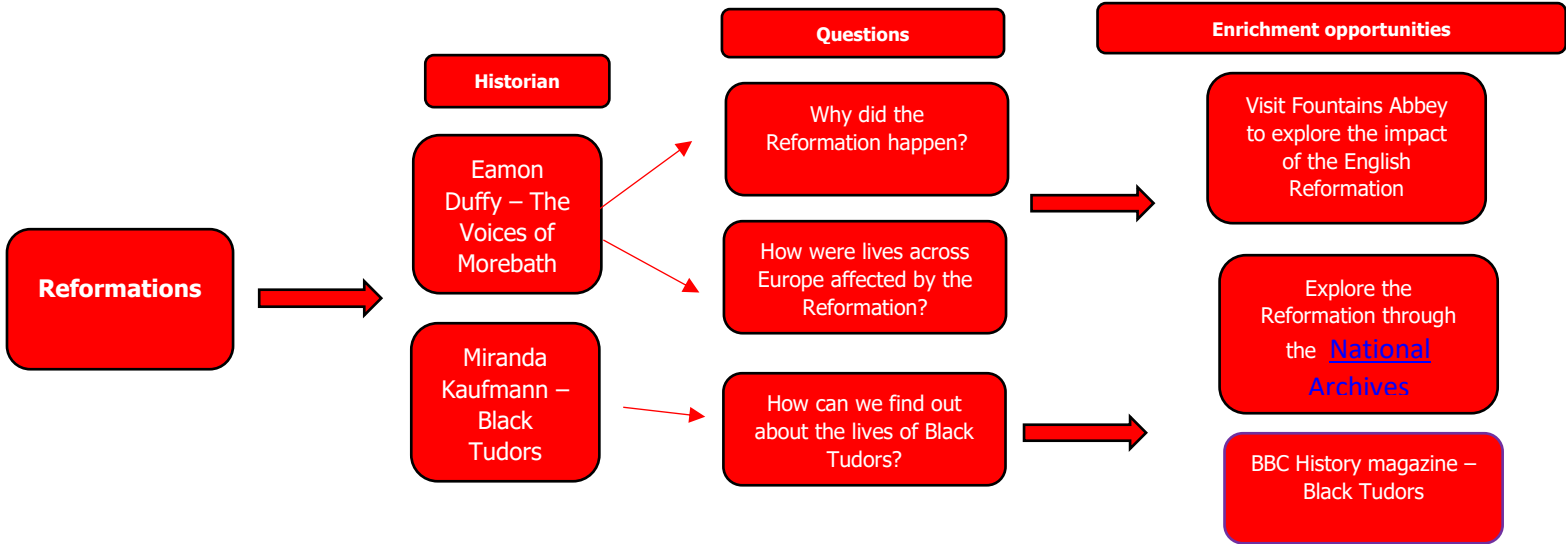 Reformations
Historian
Eamon
Duffy – The
Voices of
Morebath
Miranda
Kaufmann –
Black
Tudors
Questions
Why did the
Reformation happen?
How were lives across
Europe affected by the
Reformation?
How can we find out
about the lives of Black
Tudors?
Enrichment opportunities
Visit Fountains Abbey
to explore the impact
of the English
Reformation
Explore the
Reformation through
the National
Archives
BBC History magazine –
Black Tudors